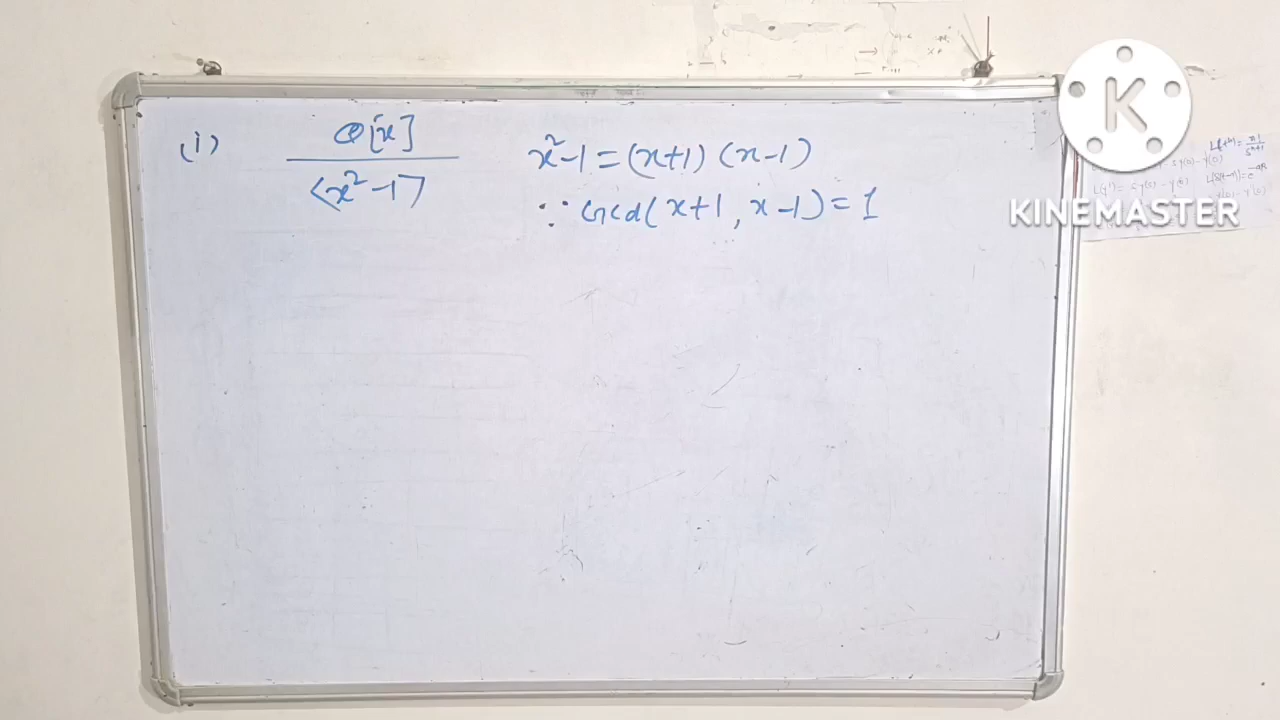 (i) Q[x] / <x²-1> x²-1 = (x+1) (x-1)
∵ Gcd( x+1 , x-1) = 1
K
KINEMASTER